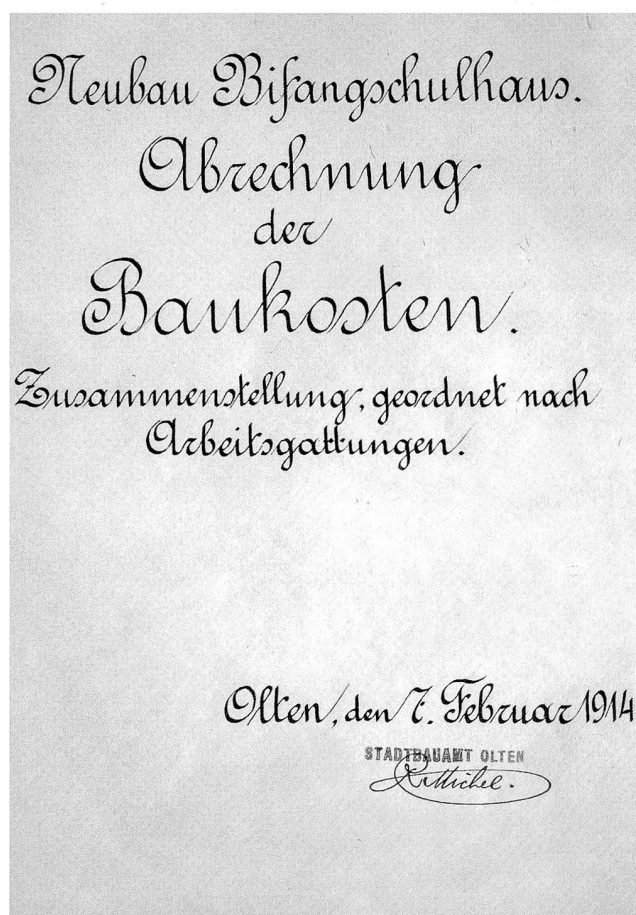 Neubau Bifangschulhaus.
Abrechnung
der
Baukosten.
Zusammenstellung, geordnet nach
Arbeitsgattungen.
Olten, den 7. Februar 1914
STADTBAUAMT OLTEN